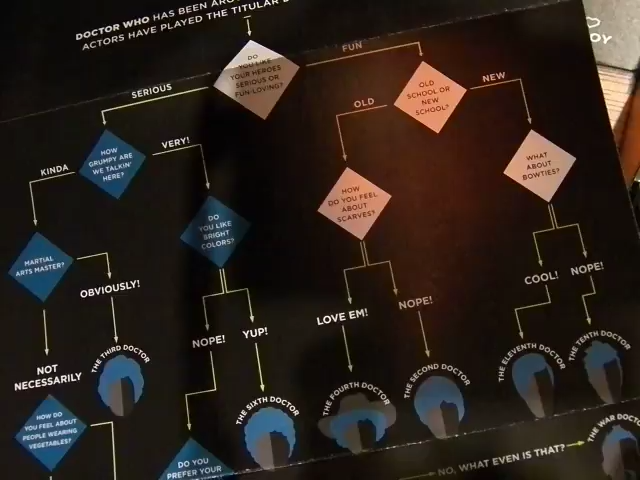 DOCTOR WHO HAS BEEN
ACTORS HAVE PLAYED THE TITULAR
OY
DO
YOU LIKE
YOUR HEROES
SERIOUS OR
FUN-LOVING?
SERIOUS
FUN
HOW
GRUMPY ARE
WE TALKIN'
HERE?
OLD
SCHOOL OR
NEW
SCHOOL?
KINDA
VERY!
OLD
NEW
MARTIAL
ARTS MASTER?
DO
YOU LIKE
BRIGHT
COLORS?
HOW
DO YOU FEEL
ABOUT
SCARVES?
WHAT
ABOUT
BOWTIES?
OBVIOUSLY!
NOT
NECESSARILY
NOPE!
YUP!
LOVE EM!
NOPE!
COOL!
NOPE!
THE THIRD DOCTOR
THE SIXTH DOCTOR
THE FOURTH DOCTOR
THE SECOND DOCTOR
THE ELEVENTH DOCTOR
THE TENTH DOCTOR
HOW DO
YOU FEEL ABOUT
PEOPLE WEARING
VEGETABLES?
DO YOU
PREFER YOUR
NO, WHAT EVEN IS THAT?
THE WAR DOCTOR